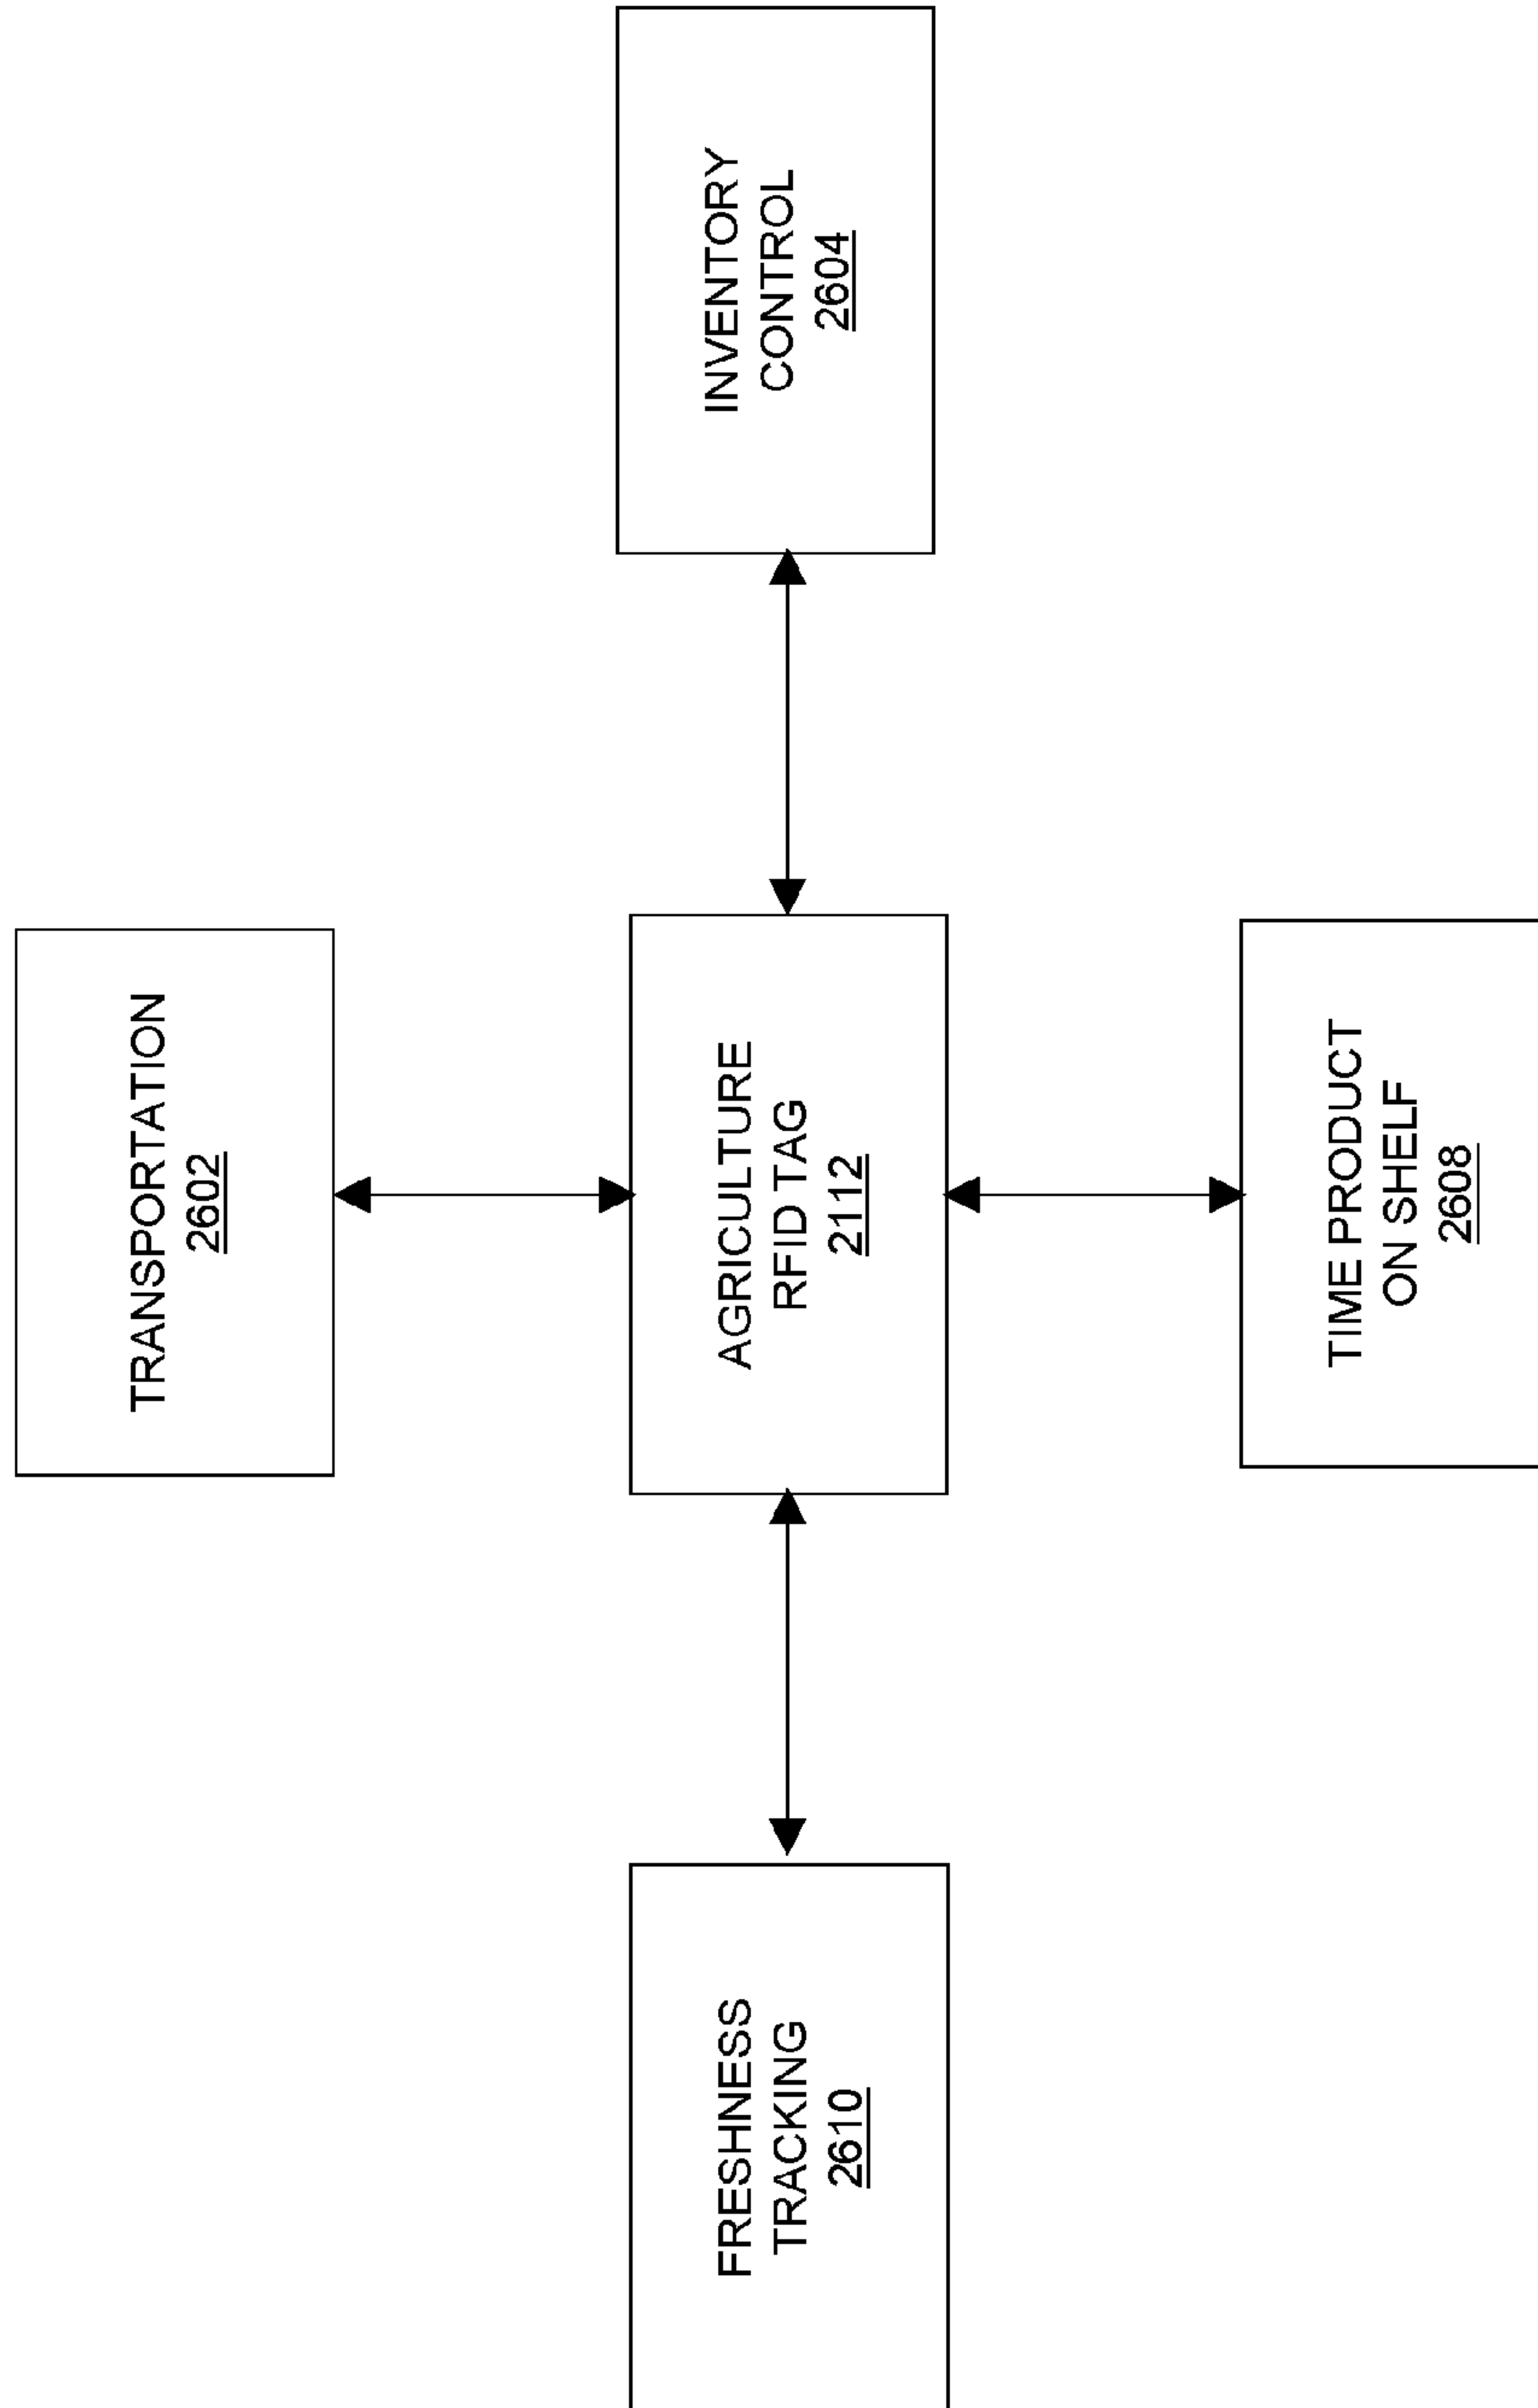 TRANSPORTATION
2602
FRESHNESS
TRACKING
2610
AGRICULTURE
RFID TAG
2112
INVENTORY
CONTROL
2604
TIME PRODUCT
ON SHELF
2608